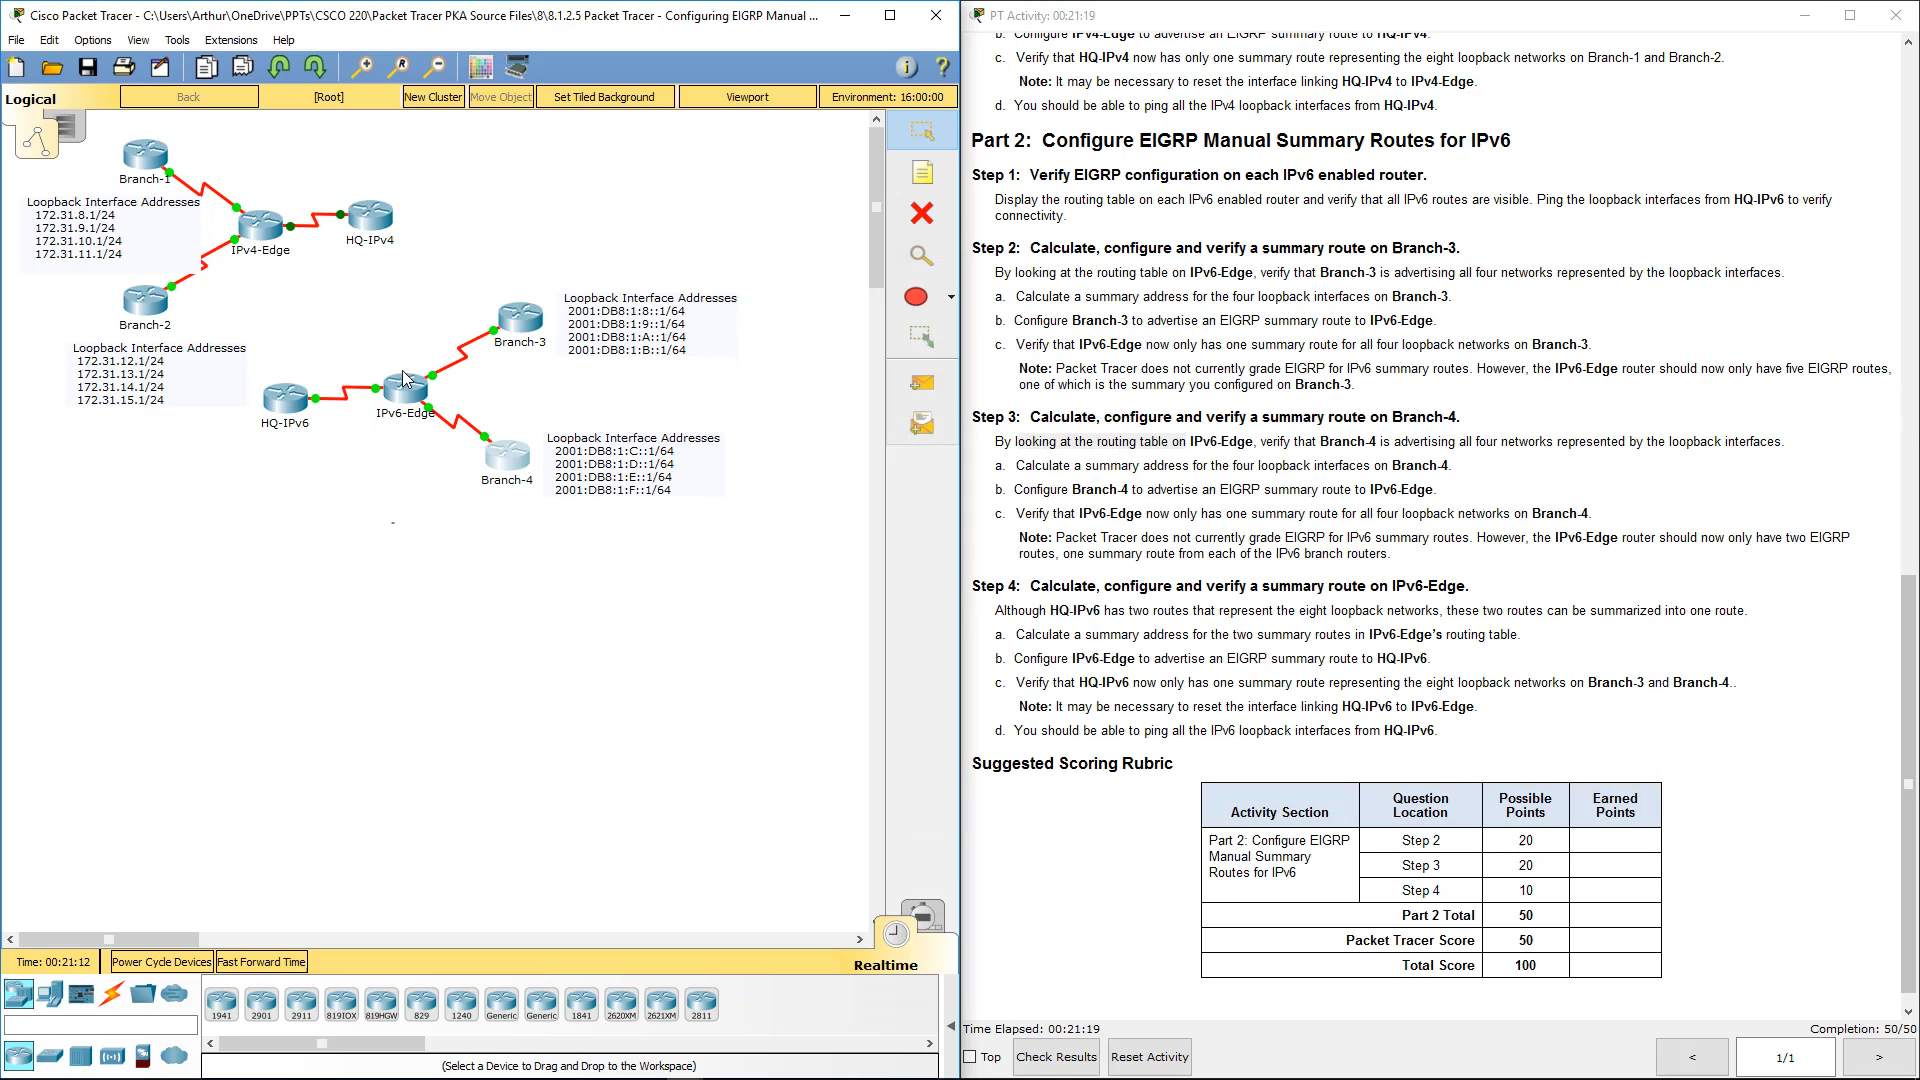 Cisco Packet Tracer - C:\Users\Arthur\OneDrive\PPTs\CSCO 220\Packet Tracer PKA Source Files\8\8.1.2.5 Packet Tracer - Configuring EIGRP Manual ...
File Edit Options View Tools Extensions Help
Logical
Back
[Root]
New Cluster
Move Object
Set Tiled Background
Viewport
Environment: 16:00:00
Branch-1
Loopback Interface Addresses
172.31.8.1/24
172.31.9.1/24
172.31.10.1/24
172.31.11.1/24
IPv4-Edge
HQ-IPv4
Branch-2
Loopback Interface Addresses
172.31.12.1/24
172.31.13.1/24
172.31.14.1/24
172.31.15.1/24
Branch-3
Loopback Interface Addresses
2001:DB8:1:8::1/64
2001:DB8:1:9::1/64
2001:DB8:1:A::1/64
2001:DB8:1:B::1/64
HQ-IPv6
IPv6-Edge
Branch-4
Loopback Interface Addresses
2001:DB8:1:C::1/64
2001:DB8:1:D::1/64
2001:DB8:1:E::1/64
2001:DB8:1:F::1/64
Time: 00:21:12
Power Cycle Devices
Fast Forward Time
Realtime
1941 2901 2911 819IOX 819HGW 829 1240 Generic Generic 1841 2620XM 2621XM 2811
(Select a Device to Drag and Drop to the Workspace)
PT Activity: 00:21:19
b. Configure IPv4-Edge to advertise an EIGRP summary route to HQ-IPv4.
c. Verify that HQ-IPv4 now has only one summary route representing the eight loopback networks on Branch-1 and Branch-2.
Note: It may be necessary to reset the interface linking HQ-IPv4 to IPv4-Edge.
d. You should be able to ping all the IPv4 loopback interfaces from HQ-IPv4.
Part 2: Configure EIGRP Manual Summary Routes for IPv6
Step 1: Verify EIGRP configuration on each IPv6 enabled router.
Display the routing table on each IPv6 enabled router and verify that all IPv6 routes are visible. Ping the loopback interfaces from HQ-IPv6 to verify
connectivity.
Step 2: Calculate, configure and verify a summary route on Branch-3.
By looking at the routing table on IPv6-Edge, verify that Branch-3 is advertising all four networks represented by the loopback interfaces.
a. Calculate a summary address for the four loopback interfaces on Branch-3.
b. Configure Branch-3 to advertise an EIGRP summary route to IPv6-Edge.
c. Verify that IPv6-Edge now only has one summary route for all four loopback networks on Branch-3.
Note: Packet Tracer does not currently grade EIGRP for IPv6 summary routes. However, the IPv6-Edge router should now only have five EIGRP routes,
one of which is the summary you configured on Branch-3.
Step 3: Calculate, configure and verify a summary route on Branch-4.
By looking at the routing table on IPv6-Edge, verify that Branch-4 is advertising all four networks represented by the loopback interfaces.
a. Calculate a summary address for the four loopback interfaces on Branch-4.
b. Configure Branch-4 to advertise an EIGRP summary route to IPv6-Edge.
c. Verify that IPv6-Edge now only has one summary route for all four loopback networks on Branch-4.
Note: Packet Tracer does not currently grade EIGRP for IPv6 summary routes. However, the IPv6-Edge router should now only have two EIGRP
routes, one summary route from each of the IPv6 branch routers.
Step 4: Calculate, configure and verify a summary route on IPv6-Edge.
Although HQ-IPv6 has two routes that represent the eight loopback networks, these two routes can be summarized into one route.
a. Calculate a summary address for the two summary routes in IPv6-Edge's routing table.
b. Configure IPv6-Edge to advertise an EIGRP summary route to HQ-IPv6.
c. Verify that HQ-IPv6 now only has one summary route representing the eight loopback networks on Branch-3 and Branch-4..
Note: It may be necessary to reset the interface linking HQ-IPv6 to IPv6-Edge.
d. You should be able to ping all the IPv6 loopback interfaces from HQ-IPv6.
Suggested Scoring Rubric
Activity Section
Question Location
Possible Points
Earned Points
Part 2: Configure EIGRP
Manual Summary
Routes for IPv6
Step 2 20
Step 3 20
Step 4 10
Part 2 Total 50
Packet Tracer Score 50
Total Score 100
Time Elapsed: 00:21:19
Completion: 50/50
Top
Check Results
Reset Activity
<
1/1
>